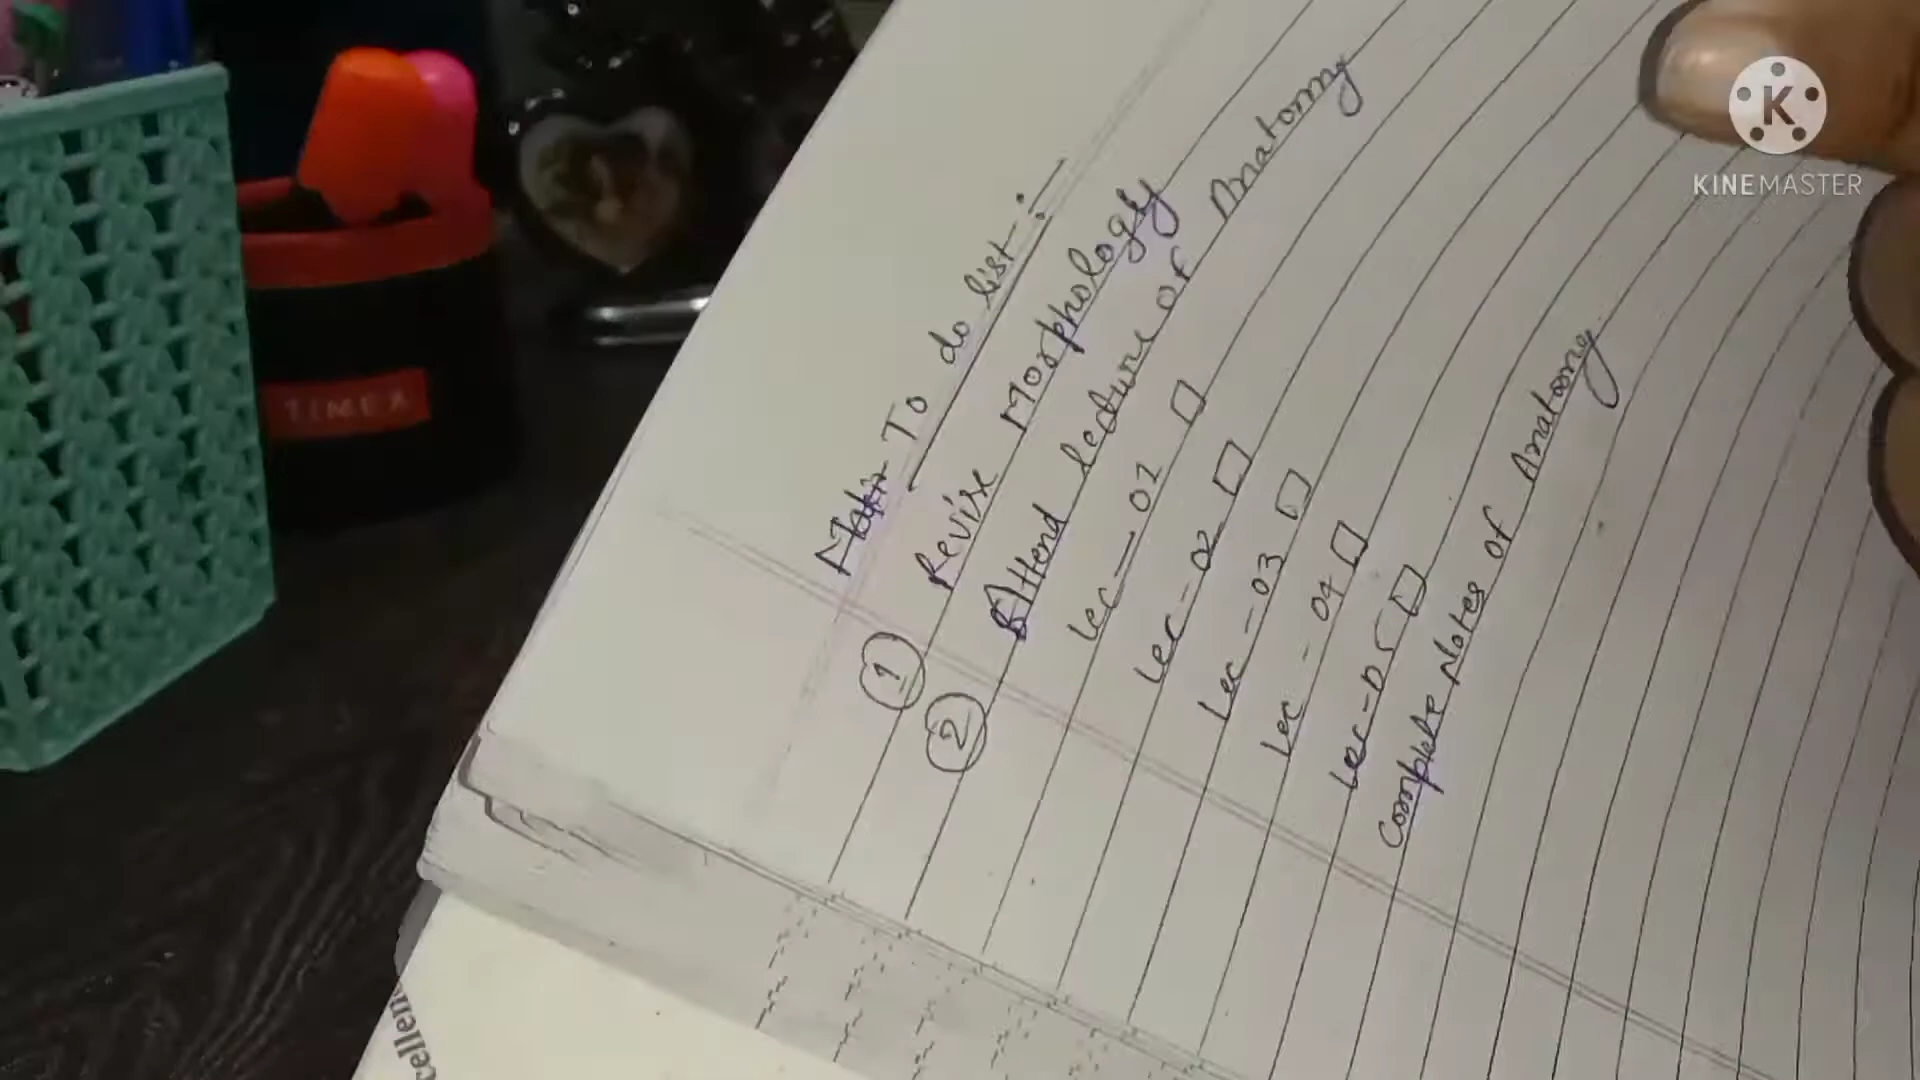 To do list :
1 Revise Morphology
2 Attend lecture of Anatomy
Lec - 01
Lec - 02
Lec - 03
Lec - 04
Lec - 05
Complete Notes of Anatomy
TIMEX
cellen
KINEMASTER